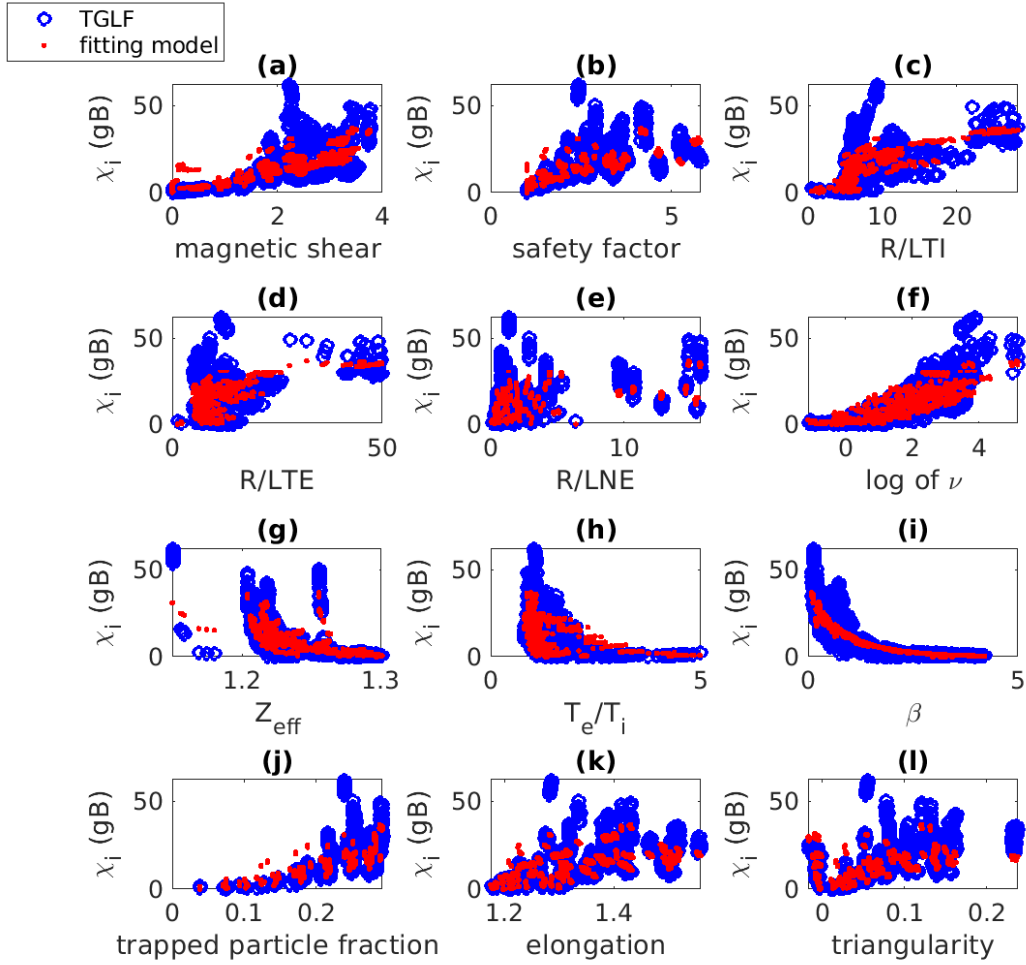 TGLF
fitting model
(a) (b) (c)
χi (gB) 50 0 χi (gB) 50 0 χi (gB) 50 0
0 2 4 0 5 10 20
magnetic shear safety factor R/LTI
(d) (e) (f)
χi (gB) 50 0 χi (gB) 50 0 χi (gB) 50 0
0 50 0 10 0 2 4
R/LTE R/LNE log of ν
(g) (h) (i)
χi (gB) 50 0 χi (gB) 50 0 χi (gB) 50 0
1.2 1.3 0 5 0 5
Zeff Te/Ti β
(j) (k) (l)
χi (gB) 50 0 χi (gB) 50 0 χi (gB) 50 0
0 0.1 0.2 1.2 1.4 0 0.1 0.2
trapped particle fraction elongation triangularity